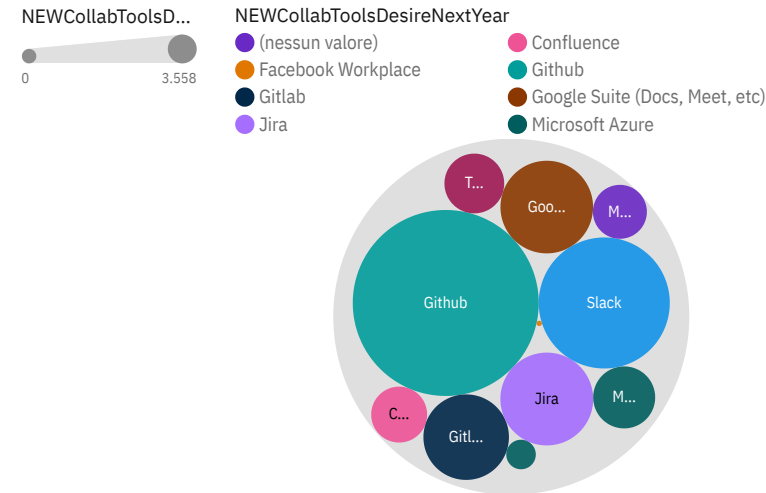 NEWCollabToolsD...
0
3.558
NEWCollabToolsDesireNextYear
(nessun valore)
Confluence
Facebook Workplace
Github
Gitlab
Google Suite (Docs, Meet, etc)
Jira
Microsoft Azure
T...
Goo...
M...
Github
Slack
Jira
M...
C...
Gitl...